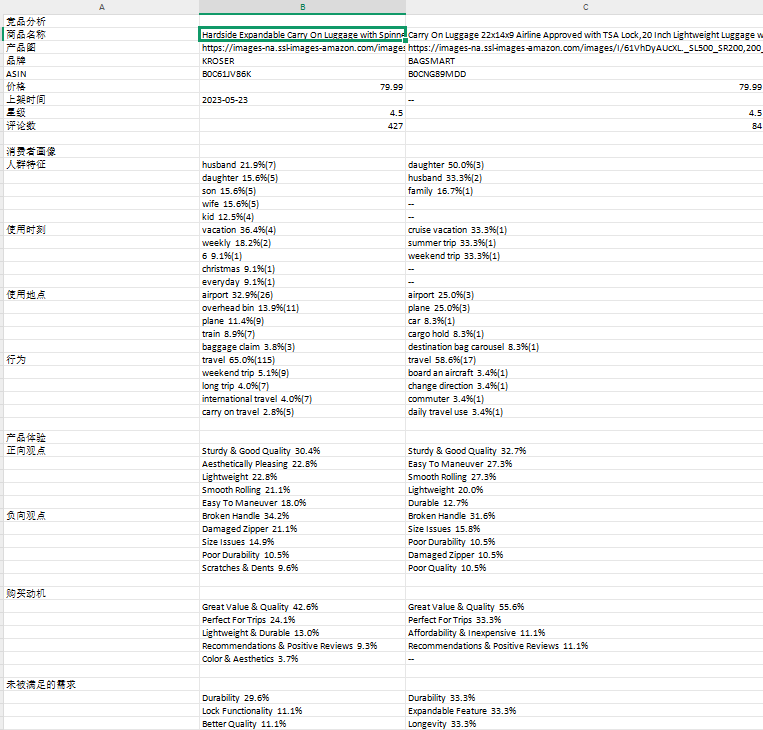 A B C
竞品分析
商品名称 Hardside Expandable Carry On Luggage with Spinne Carry On Luggage 22x14x9 Airline Approved with TSA Lock,20 Inch Lightweight Luggage w
产品图 https://images-na.ssl-images-amazon.com/images https://images-na.ssl-images-amazon.com/images/I/61VhDyAUcXL._SL500_SR200,200_
品牌 KROSER BAGSMART
ASIN B0C61JV86K B0CNG89MDD
价格 79.99 79.99
上架时间 2023-05-23 --
星级 4.5 4.5
评论数 427 84
消费者画像
人群特征 husband 21.9%(7) daughter 50.0%(3)
daughter 15.6%(5) husband 33.3%(2)
son 15.6%(5) family 16.7%(1)
wife 15.6%(5) --
kid 12.5%(4) --
使用时刻 vacation 36.4%(4) cruise vacation 33.3%(1)
weekly 18.2%(2) summer trip 33.3%(1)
6 9.1%(1) weekend trip 33.3%(1)
christmas 9.1%(1) --
everyday 9.1%(1) --
使用地点 airport 32.9%(26) airport 25.0%(3)
overhead bin 13.9%(11) plane 25.0%(3)
plane 11.4%(9) car 8.3%(1)
train 8.9%(7) cargo hold 8.3%(1)
baggage claim 3.8%(3) destination bag carousel 8.3%(1)
行为 travel 65.0%(115) travel 58.6%(17)
weekend trip 5.1%(9) board an aircraft 3.4%(1)
long trip 4.0%(7) change direction 3.4%(1)
international travel 4.0%(7) commuter 3.4%(1)
carry on travel 2.8%(5) daily travel use 3.4%(1)
产品体验
正向观点 Sturdy & Good Quality 30.4% Sturdy & Good Quality 32.7%
Aesthetically Pleasing 22.8% Easy To Maneuver 27.3%
Lightweight 22.8% Smooth Rolling 27.3%
Smooth Rolling 21.1% Lightweight 20.0%
Easy To Maneuver 18.0% Durable 12.7%
负向观点 Broken Handle 34.2% Broken Handle 31.6%
Damaged Zipper 21.1% Size Issues 15.8%
Size Issues 14.9% Poor Durability 10.5%
Poor Durability 10.5% Damaged Zipper 10.5%
Scratches & Dents 9.6% Poor Quality 10.5%
购买动机
Great Value & Quality 42.6% Great Value & Quality 55.6%
Perfect For Trips 24.1% Perfect For Trips 33.3%
Lightweight & Durable 13.0% Affordability & Inexpensive 11.1%
Recommendations & Positive Reviews 9.3% Recommendations & Positive Reviews 11.1%
Color & Aesthetics 3.7% --
未被满足的需求
Durability 29.6% Durability 33.3%
Lock Functionality 11.1% Expandable Feature 33.3%
Better Quality 11.1% Longevity 33.3%